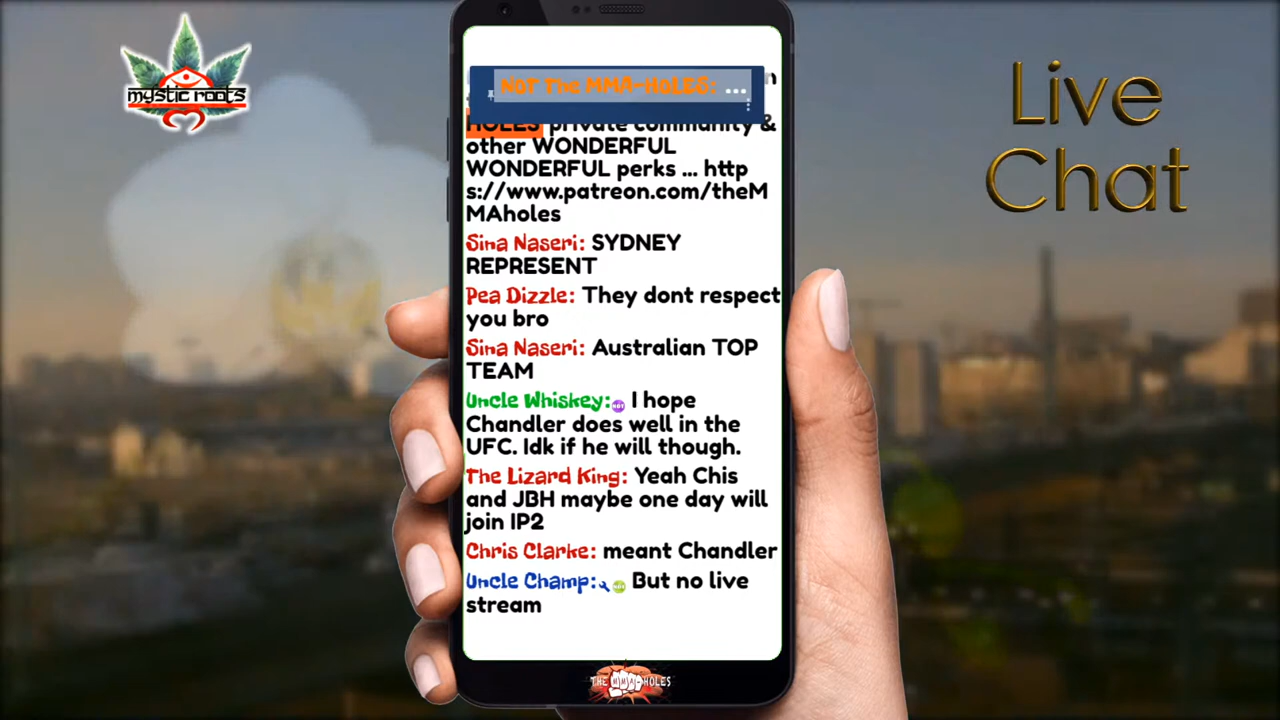 mystic roots
Live
Chat
NOT The MMA-HOLES: ...
HOLES private community &
other WONDERFUL
WONDERFUL perks ... http
s://www.patreon.com/theM
MAholes
Sina Naseri: SYDNEY
REPRESENT
Pea Dizzle: They dont respect
you bro
Sina Naseri: Australian TOP
TEAM
Uncle Whiskey: I hope
Chandler does well in the
UFC. Idk if he will though.
The Lizard King: Yeah Chis
and JBH maybe one day will
join IP2
Chris Clarke: meant Chandler
Uncle Champ: But no live
stream
THE MMA-HOLES